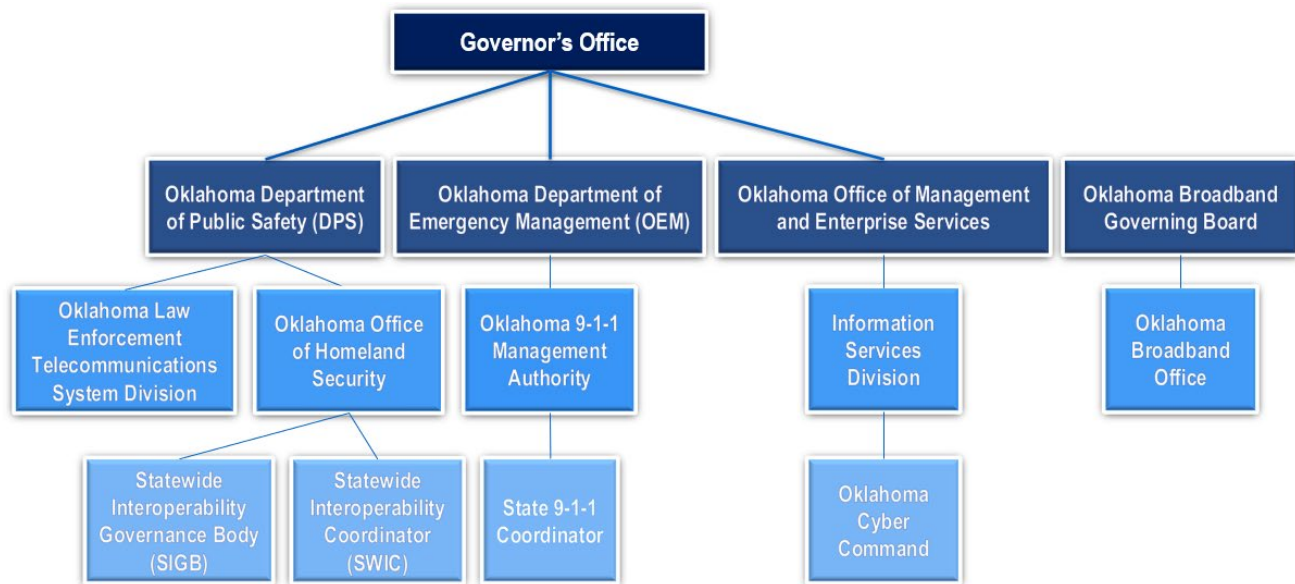 Governor's Office
Oklahoma Department
of Public Safety (DPS)
Oklahoma Department of
Emergency Management (OEM)
Oklahoma Office of Management
and Enterprise Services
Oklahoma Broadband
Governing Board
Oklahoma Law
Enforcement
Telecommunications
System Division
Oklahoma Office
of Homeland
Security
Oklahoma 9-1-1
Management
Authority
Information
Services
Division
Oklahoma
Broadband
Office
Statewide
Interoperability
Governance Body
(SIGB)
Statewide
Interoperability
Coordinator
(SWIC)
State 9-1-1
Coordinator
Oklahoma
Cyber
Command